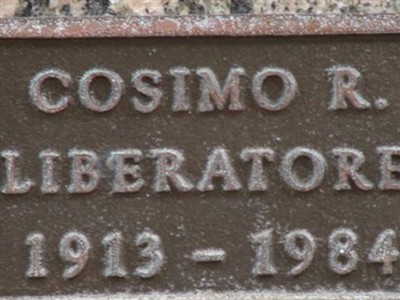 COSIMO R.
LIBERATORE
1913 – 1984